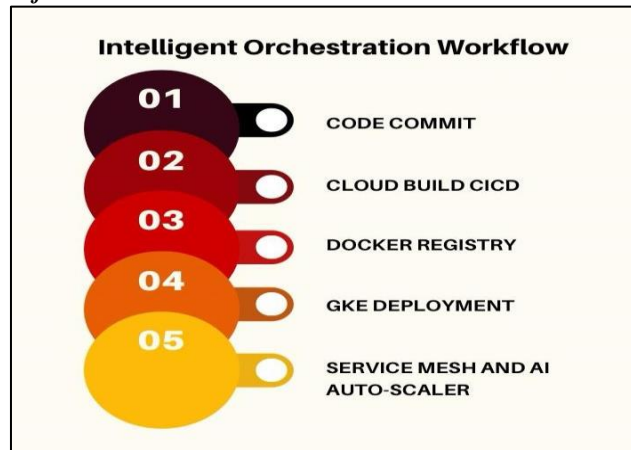 Intelligent Orchestration Workflow
01
CODE COMMIT
02
CLOUD BUILD CICD
03
DOCKER REGISTRY
04
GKE DEPLOYMENT
05
SERVICE MESH AND AI
AUTO-SCALER